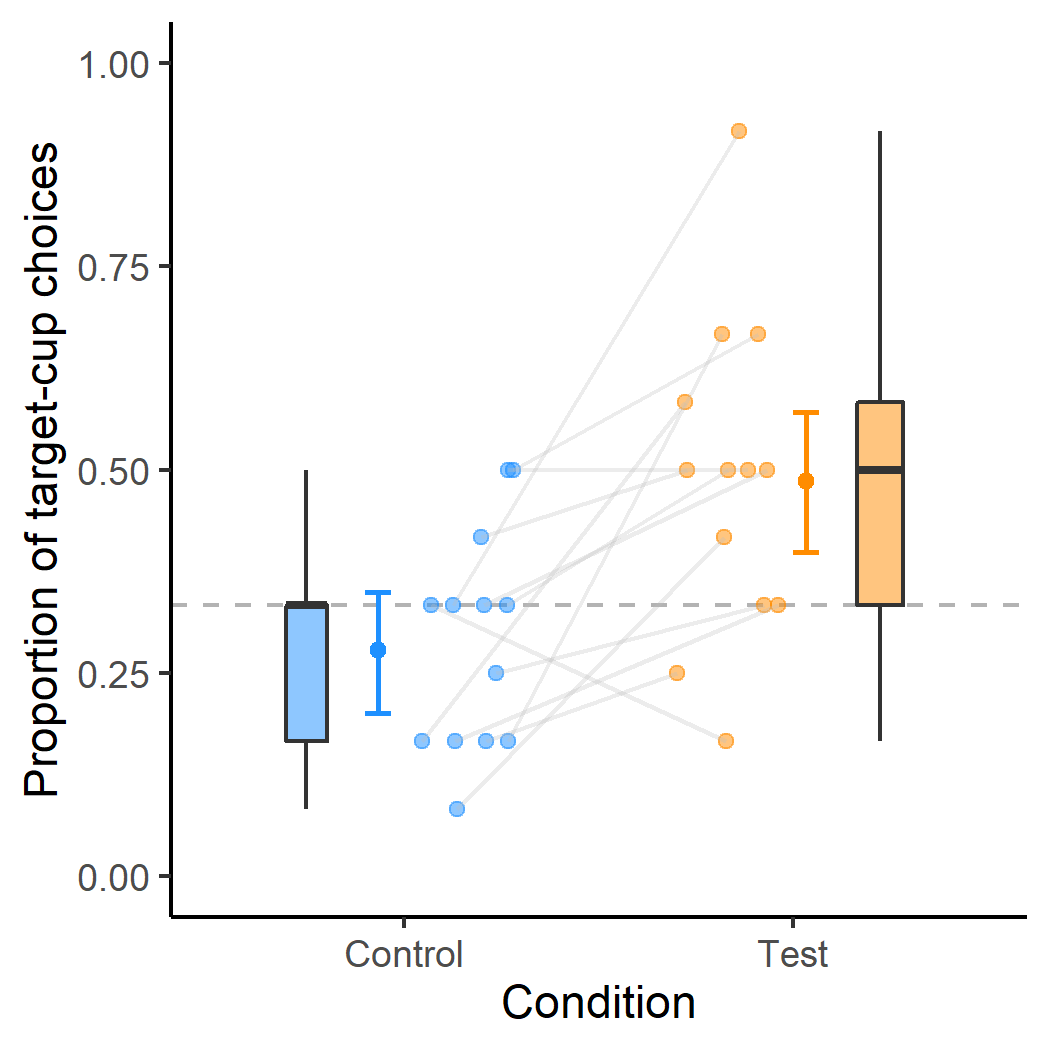 Proportion of target-cup choices
1.00
0.75
0.50
0.25
0.00
Control
Test
Condition